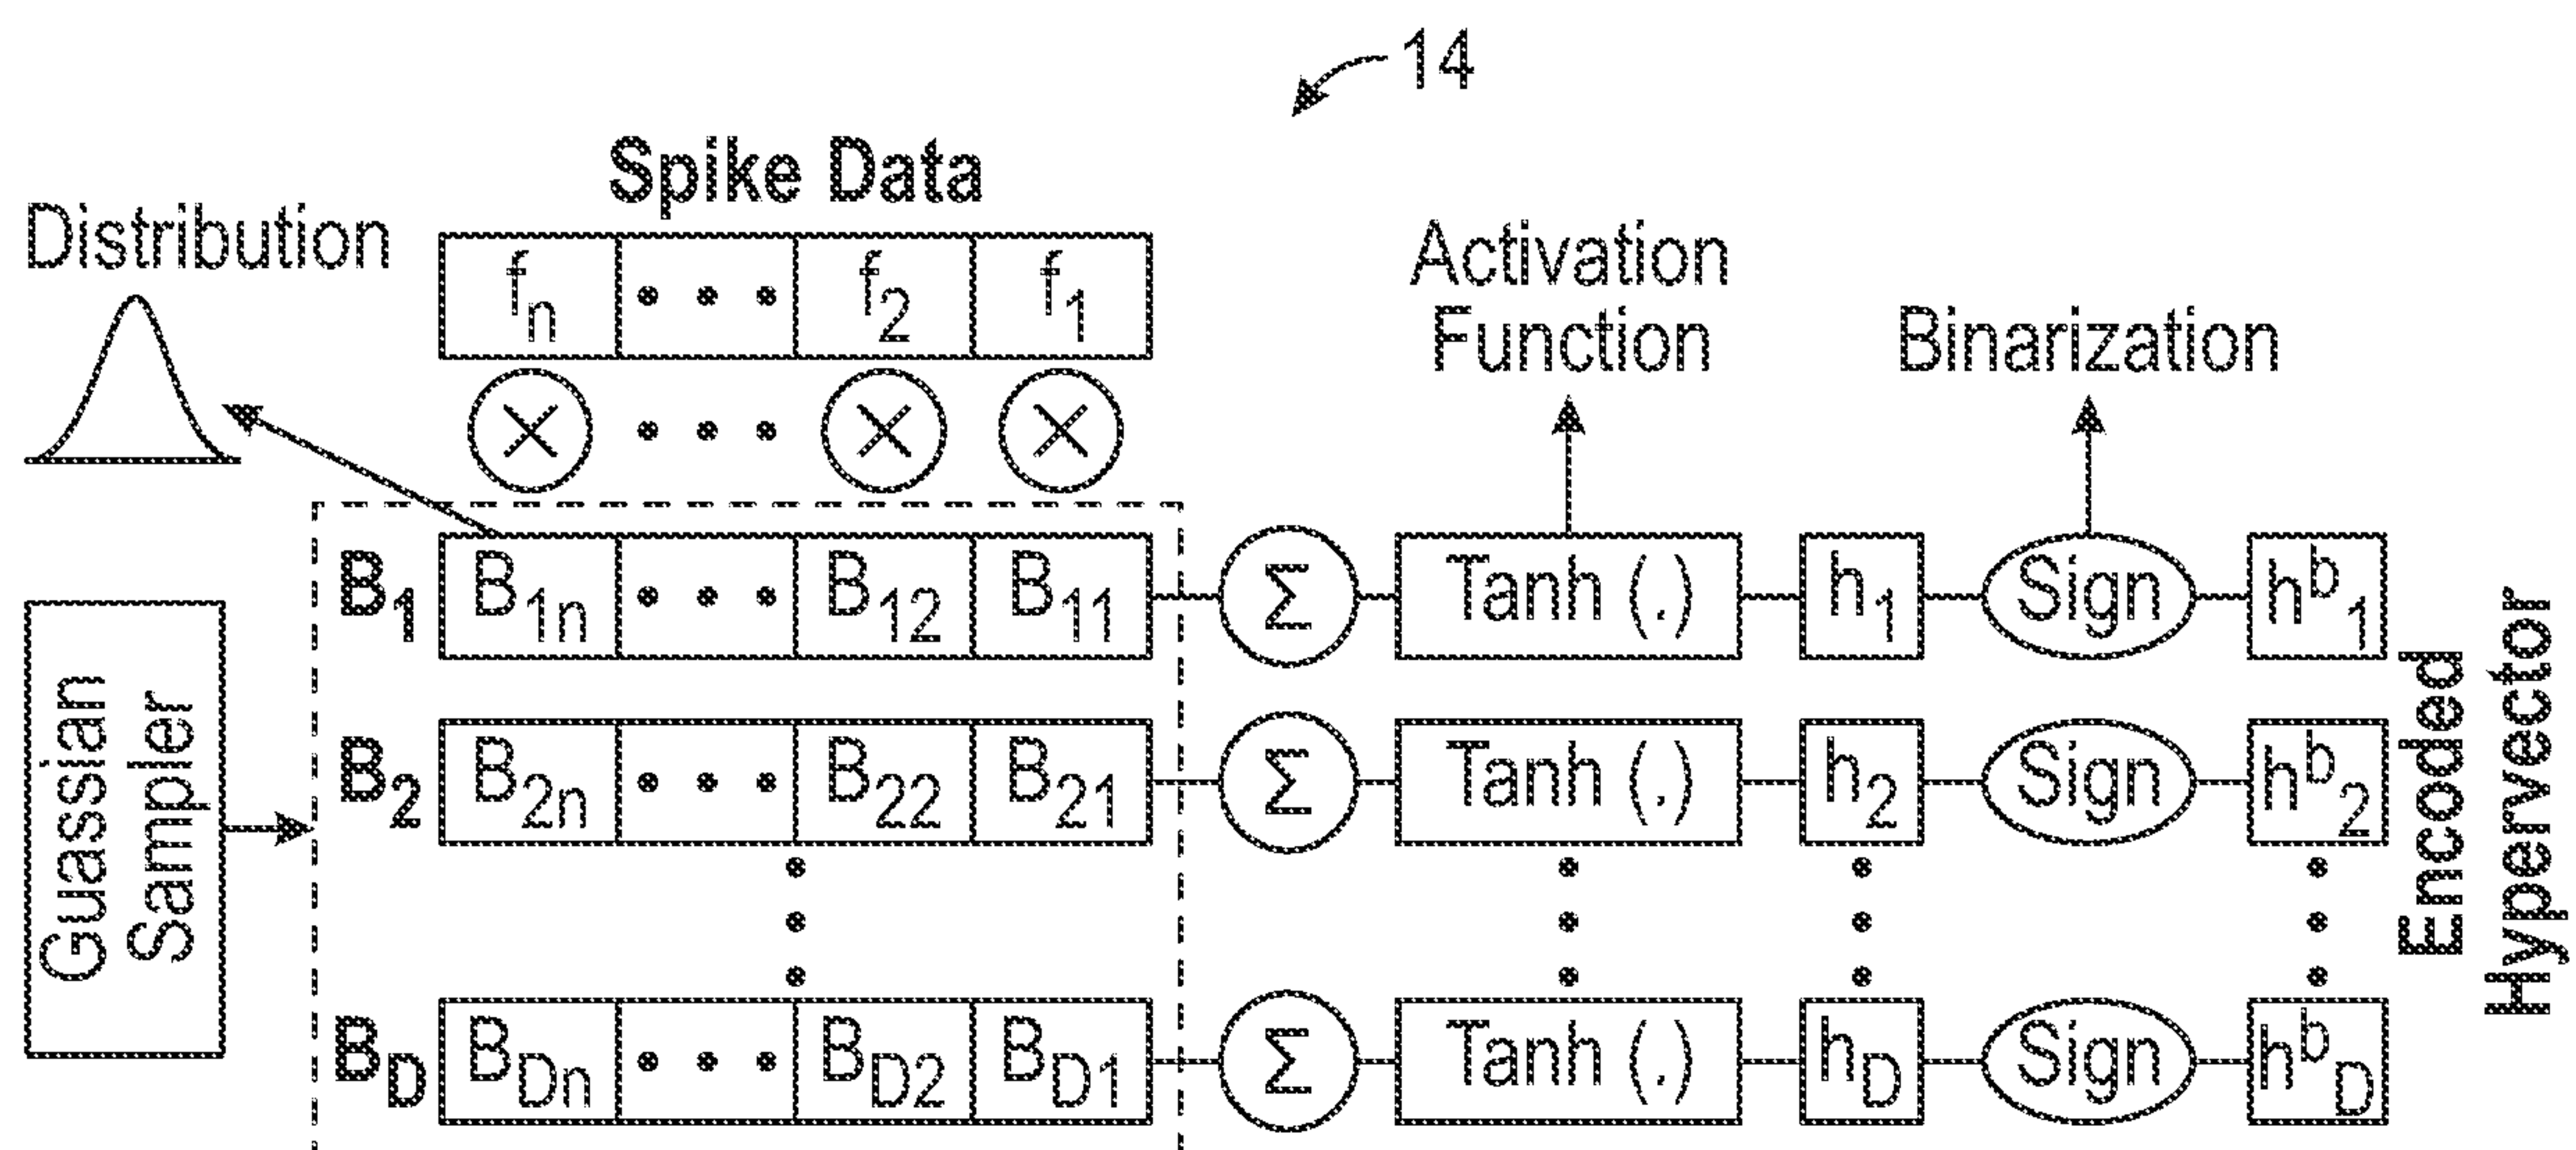 14
Spike Data
Distribution
fn • • • f2 f1
Activation
Function
Binarization
B1 B1n • • • B12 B11 Σ Tanh (.) h1 Sign hb1
B2 B2n • • • B22 B21 Σ Tanh (.) h2 Sign hb2
BD BDn • • • BD2 BD1 Σ Tanh (.) hD Sign hbD
Guassian
Sampler
Encoded
Hypervector